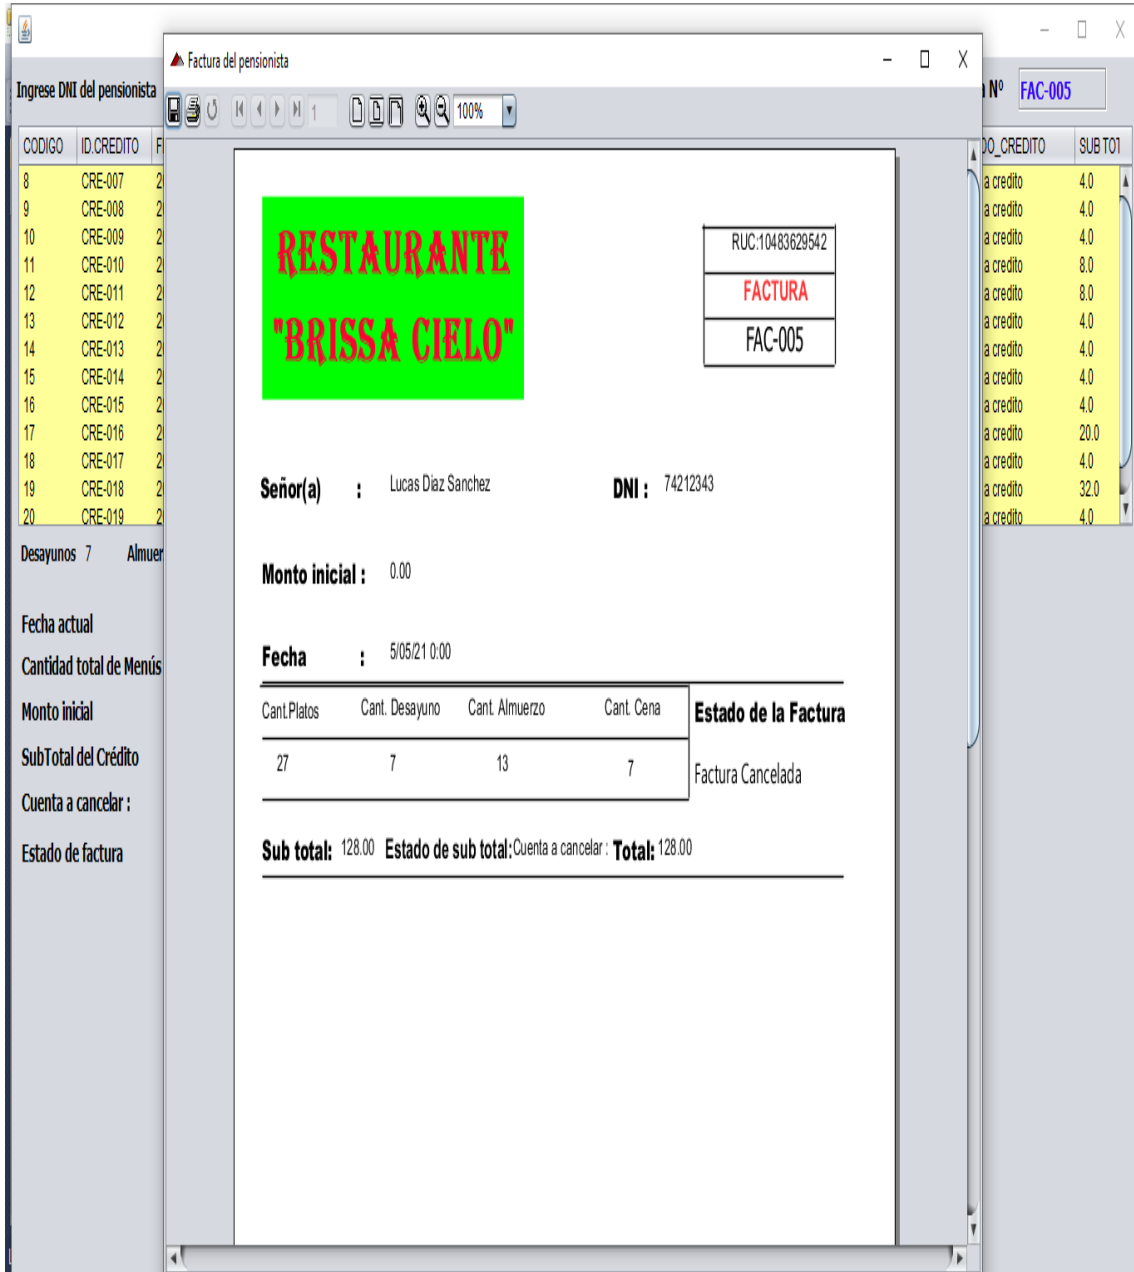 Factura del pensionista
Ingrese DNI del pensionista
Nº FAC-005
1
100%
CODIGO ID.CREDITO
DO_CREDITO SUB TOT
8 CRE-007 a credito 4.0
9 CRE-008 a credito 4.0
10 CRE-009 a credito 4.0
11 CRE-010 a credito 8.0
12 CRE-011 a credito 8.0
13 CRE-012 a credito 4.0
14 CRE-013 a credito 4.0
15 CRE-014 a credito 4.0
16 CRE-015 a credito 4.0
17 CRE-016 a credito 20.0
18 CRE-017 a credito 4.0
19 CRE-018 a credito 32.0
20 CRE-019 a credito 4.0
Desayunos 7 Almuer
Fecha actual
Cantidad total de Menús
Monto inicial
SubTotal del Crédito
Cuenta a cancelar :
Estado de factura
RESTAURANTE
"BRISSA CIELO"
RUC:10483629542
FACTURA
FAC-005
Señor(a) : Lucas Diaz Sanchez DNI : 74212343
Monto inicial : 0.00
Fecha : 5/05/21 0:00
Cant.Platos Cant. Desayuno Cant. Almuerzo Cant. Cena Estado de la Factura
27 7 13 7 Factura Cancelada
Sub total: 128.00 Estado de sub total: Cuenta a cancelar : Total: 128.00